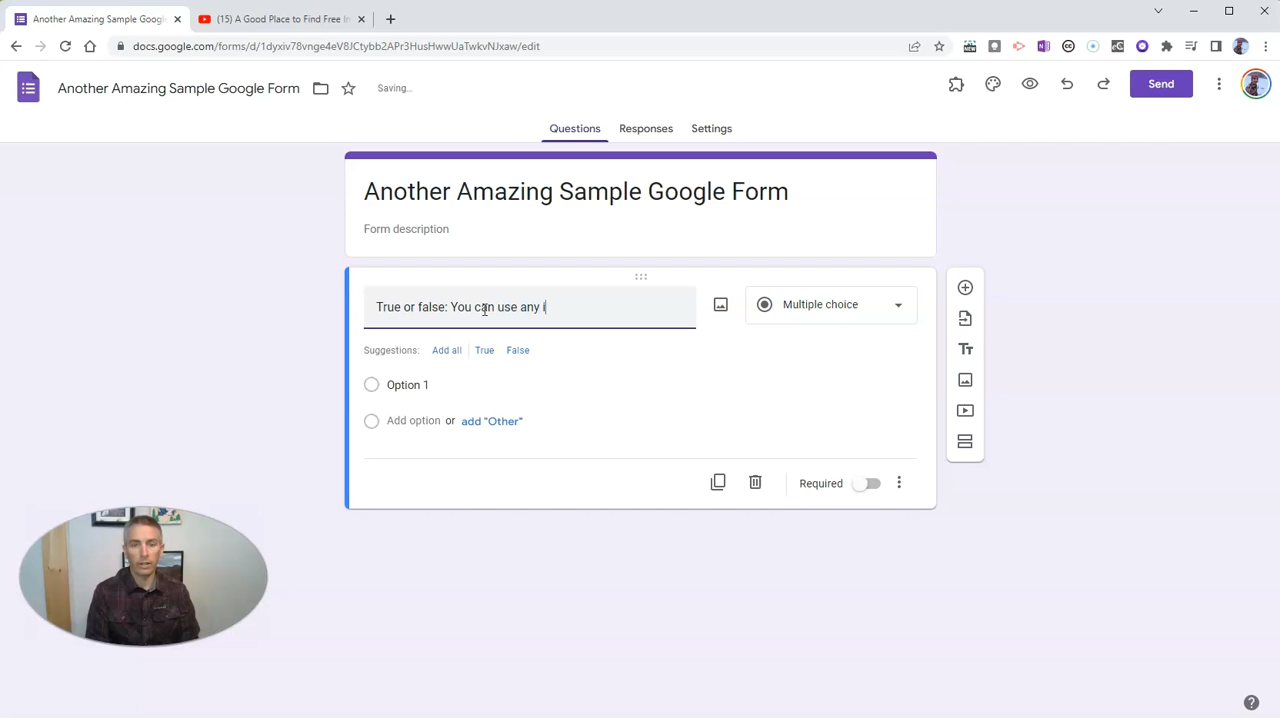 Another Amazing Sample Googl
(15) A Good Place to Find Free In
docs.google.com/forms/d/1dyxiv78vnge4eV8JCtybb2APr3HusHwwUaTwkvNJxaw/edit
Another Amazing Sample Google Form
Saving...
Send
Questions
Responses
Settings
Another Amazing Sample Google Form
Form description
True or false: You can use any i
Multiple choice
Suggestions:
Add all
True
False
Option 1
Add option or add "Other"
Required